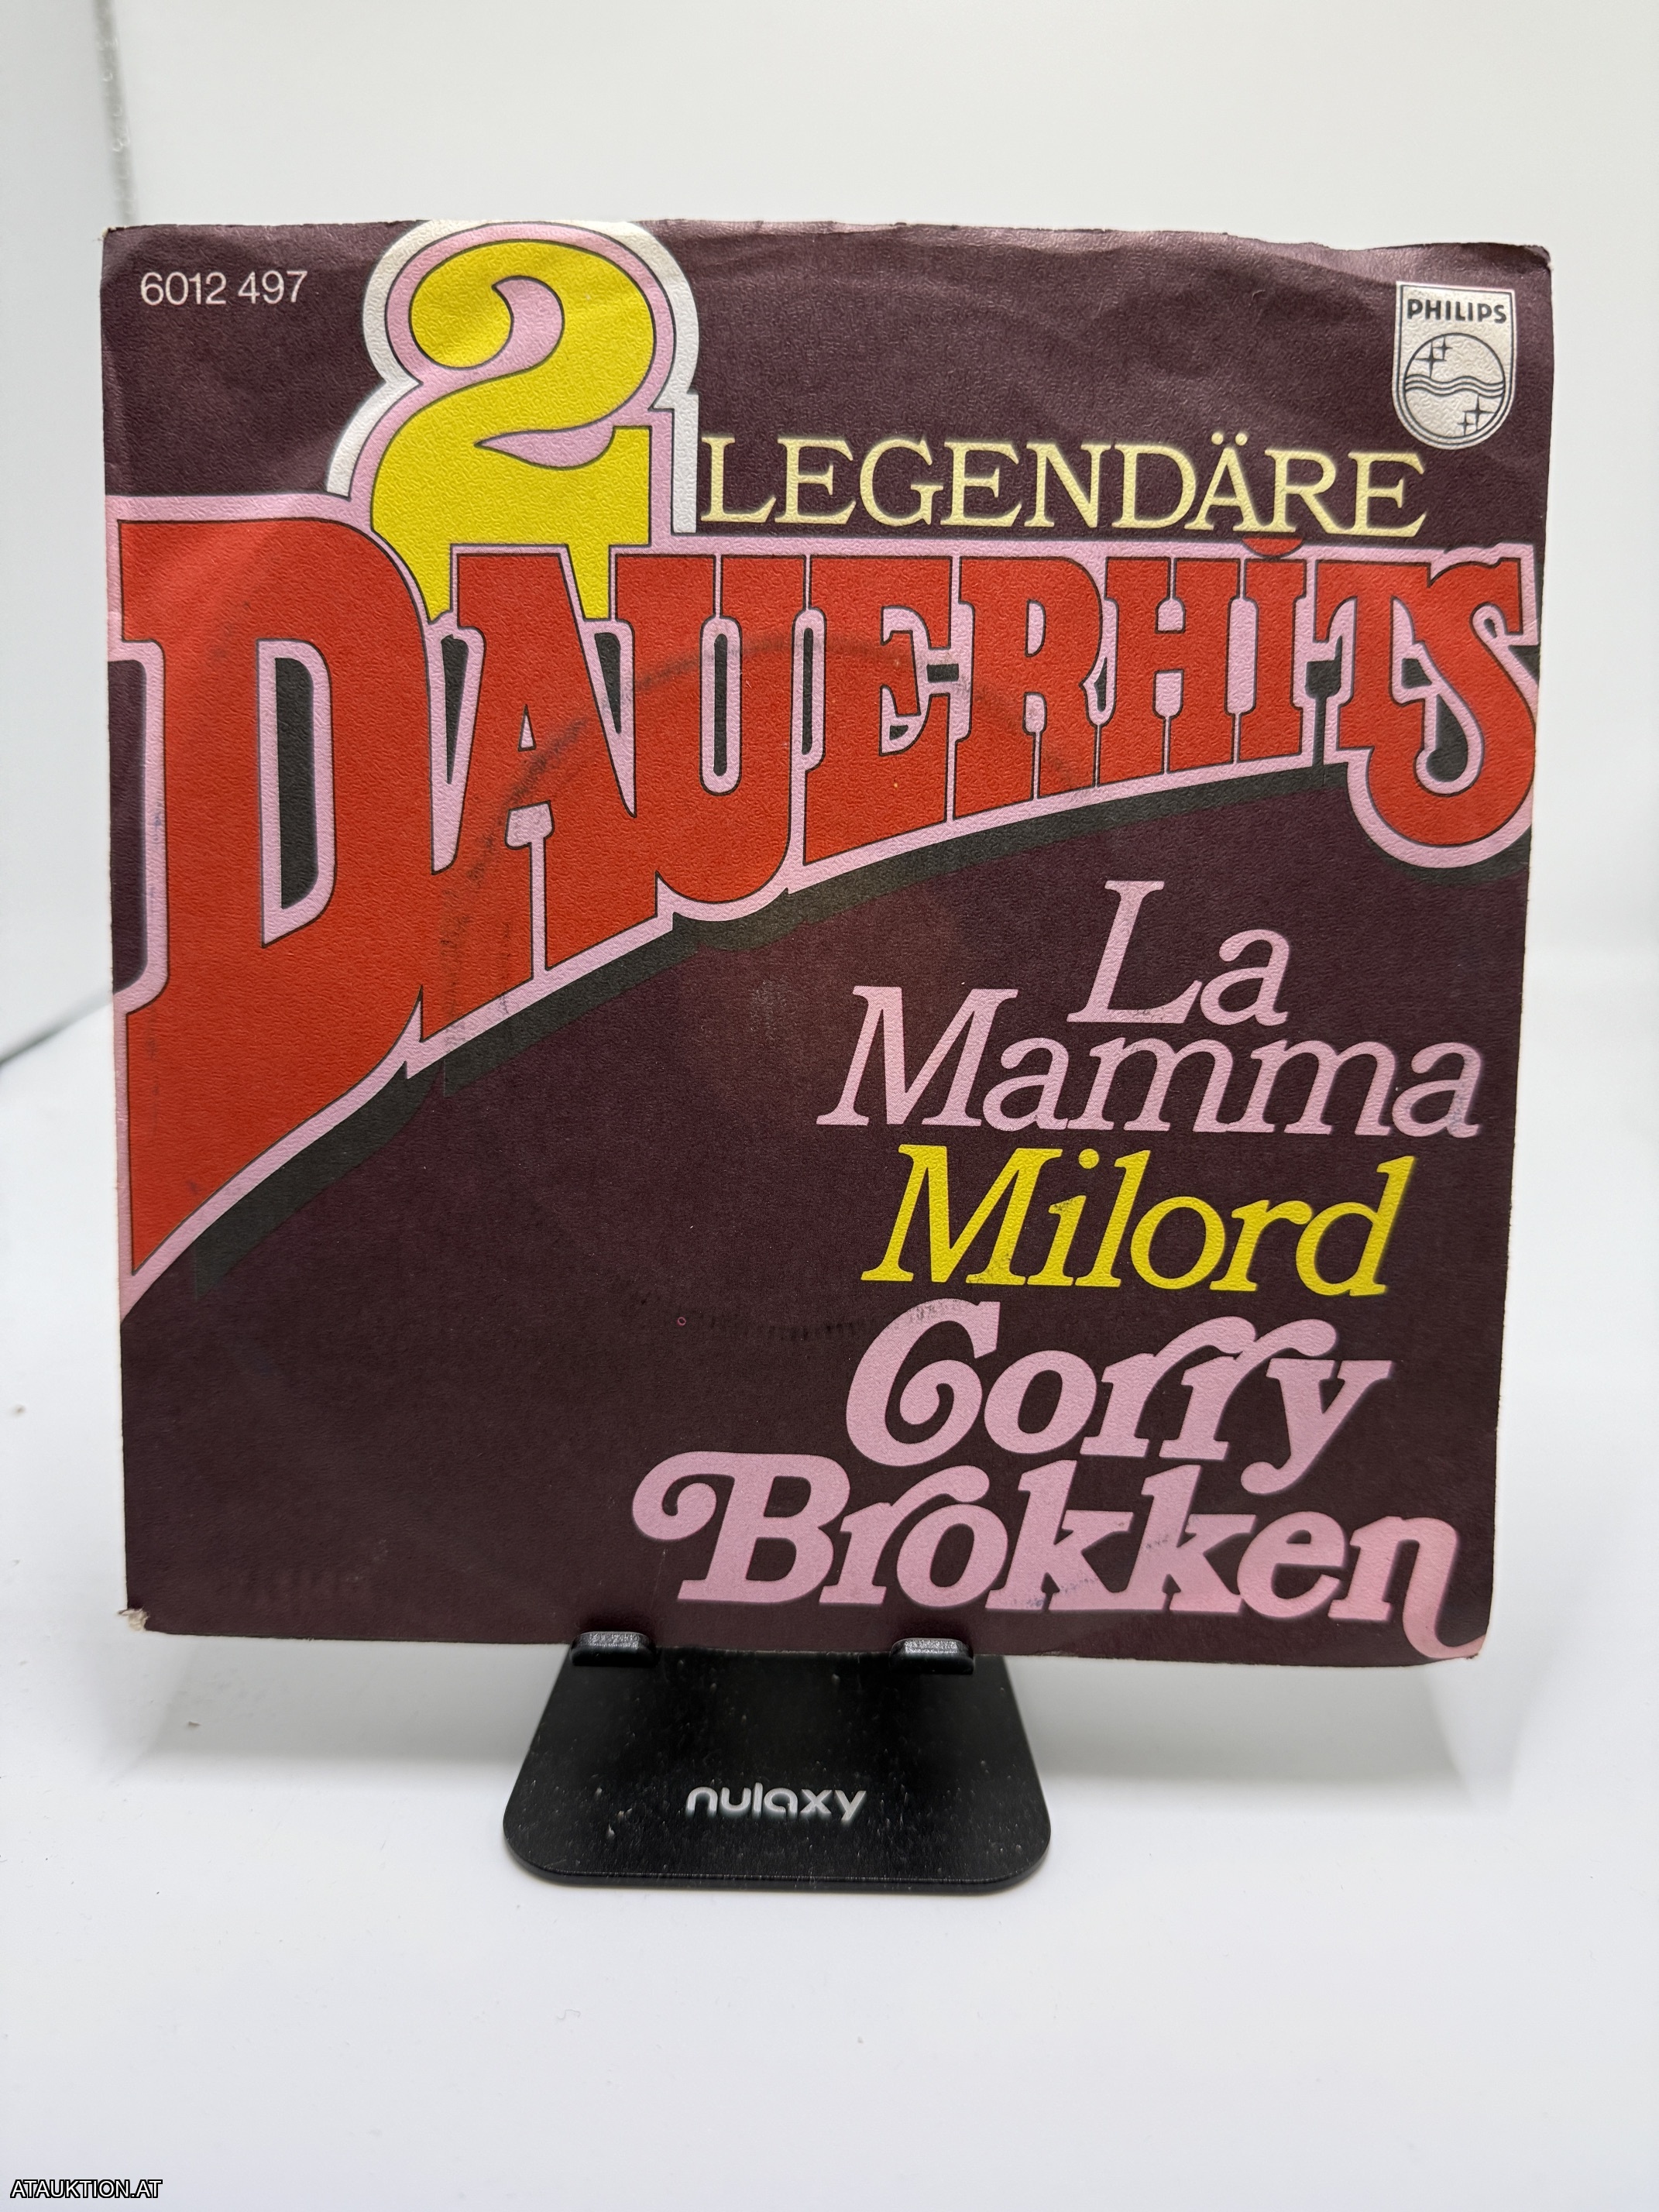 6012 497
PHILIPS
2
LEGENDÄRE
DAUERHITS
La
Mamma
Milord
Corry
Brokken
nulaxy
ATAUKTION.AT